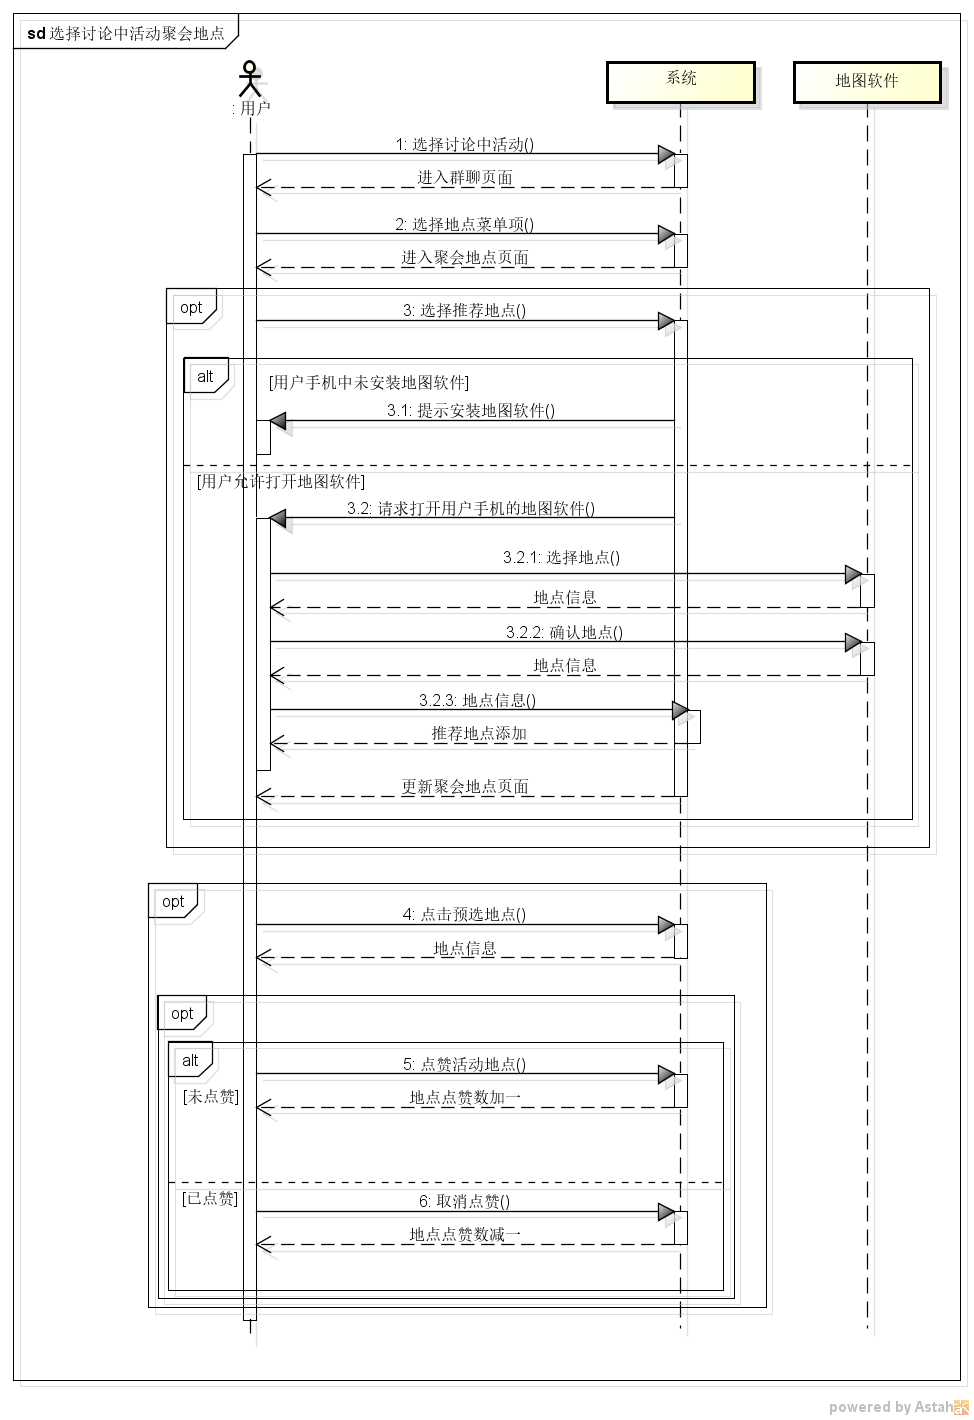 sd 选择讨论中活动聚会地点
: 用户
系统
地图软件
1: 选择讨论中活动()
进入群聊页面
2: 选择地点菜单项()
进入聚会地点页面
opt
3: 选择推荐地点()
alt
[用户手机中未安装地图软件]
3.1: 提示安装地图软件()
[用户允许打开地图软件]
3.2: 请求打开用户手机的地图软件()
3.2.1: 选择地点()
地点信息
3.2.2: 确认地点()
地点信息
3.2.3: 地点信息()
推荐地点添加
更新聚会地点页面
opt
4: 点击预选地点()
地点信息
opt
alt
5: 点赞活动地点()
[未点赞]
地点点赞数加一
[已点赞]
6: 取消点赞()
地点点赞数减一
powered by Astah